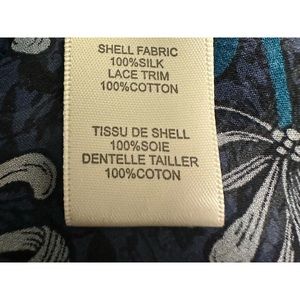 SHELL FABRIC
100%SILK
LACE TRIM
100%COTTON
TISSU DE SHELL
100%SOIE
DENTELLE TAILLER
100%COTON